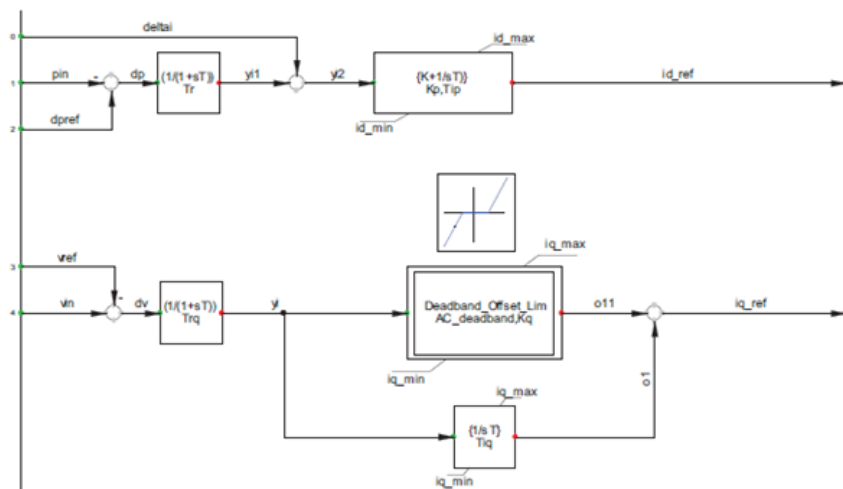 deltai
id_max
0
pin
-
dp
(1/(1+sT))
Tr
yi1
yi2
{K+1/sT)}
Kp,Tip
id_ref
1
id_min
2
dpref
iq_max
3
vref
-
vin
dv
(1/(1+sT))
Trq
yi
Deadband_Offset_Lim
AC_deadband,Kq
o11
iq_ref
4
iq_min
o1
iq_max
{1/sT}
Tiq
iq_min